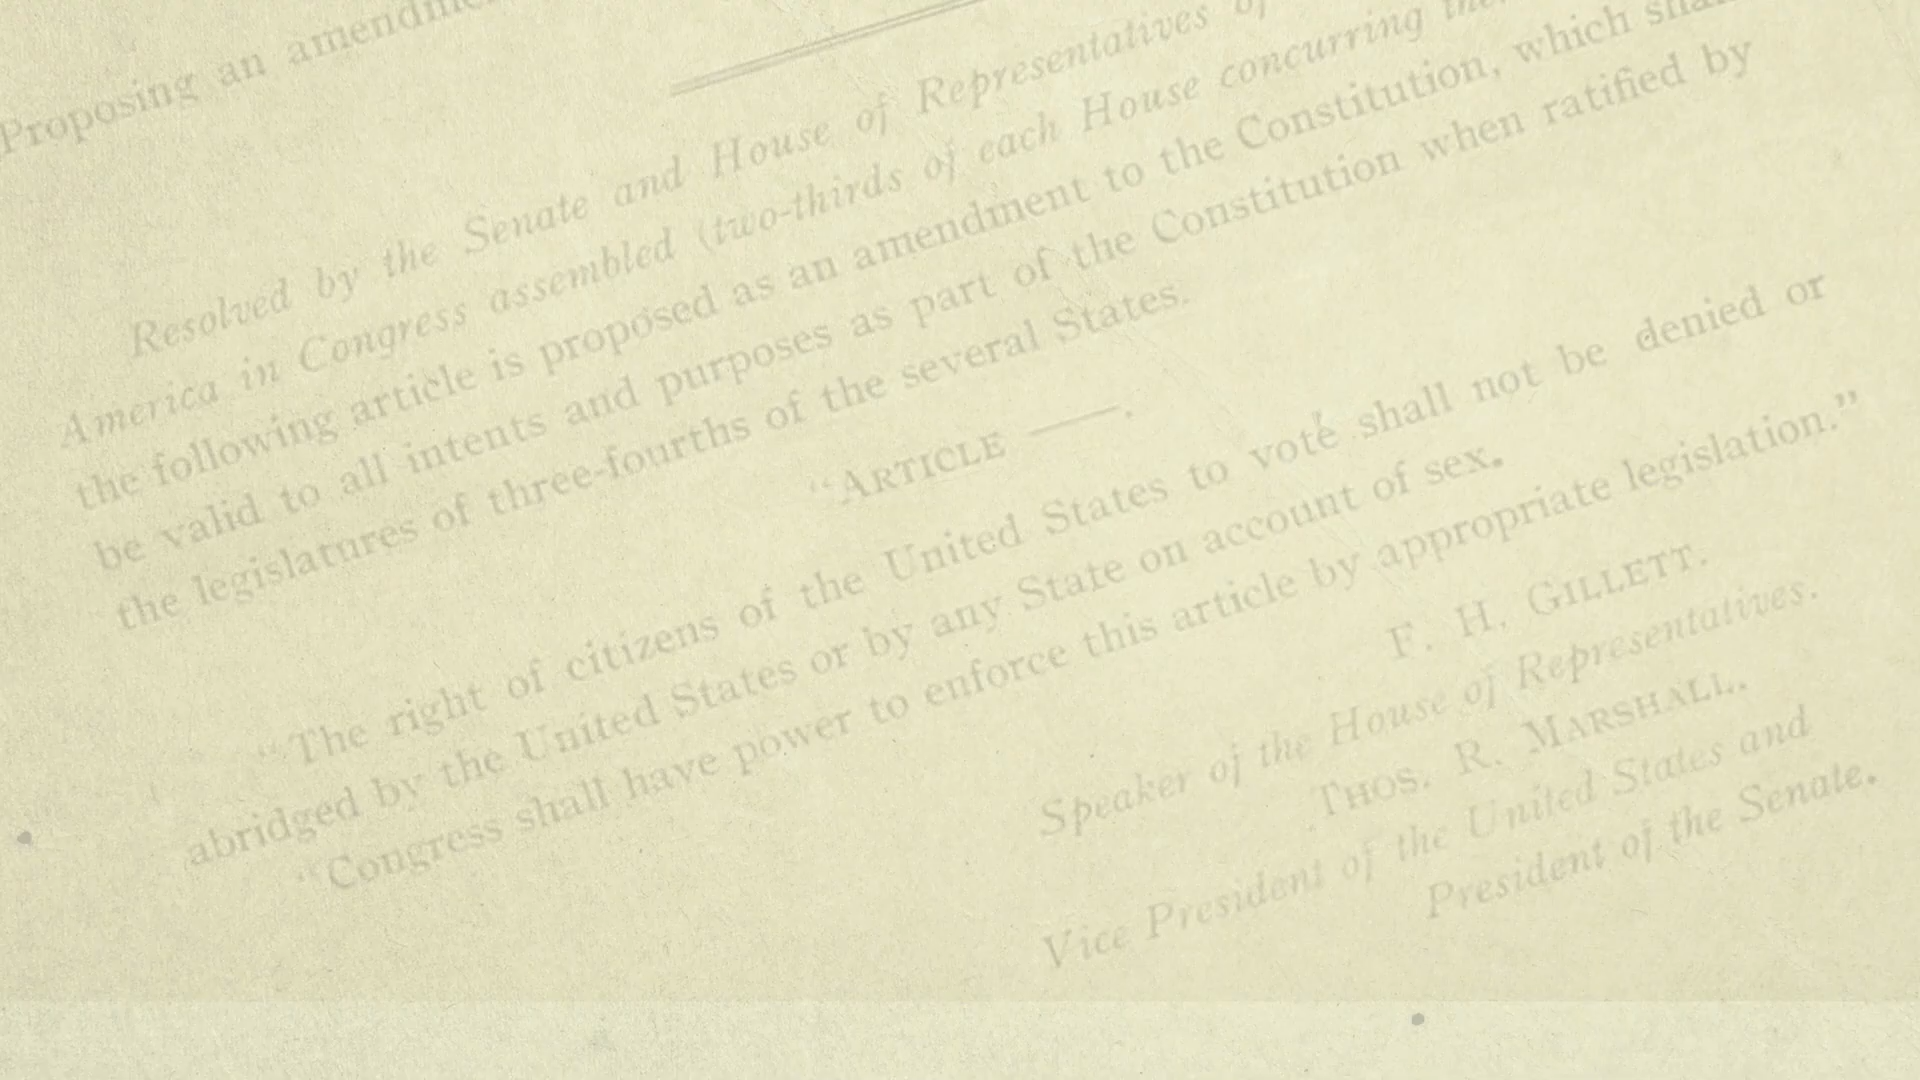 Proposing an
Resolved by the Senate and House of Representatives of
America in Congress assembled (two-thirds of each House concurring
the following article is proposed as an amendment to the Constitution, which
be valid to all intents and purposes as part of the Constitution when ratified by
the legislatures of three-fourths of the several States.
“ARTICLE ——.
“The right of citizens of the United States to vote shall not be denied or
abridged by the United States or by any State on account of sex.
“Congress shall have power to enforce this article by appropriate legislation.”
F. H. GILLETT.
Speaker of the House of Representatives.
THOS. R. MARSHALL.
Vice President of the United States and
President of the Senate.